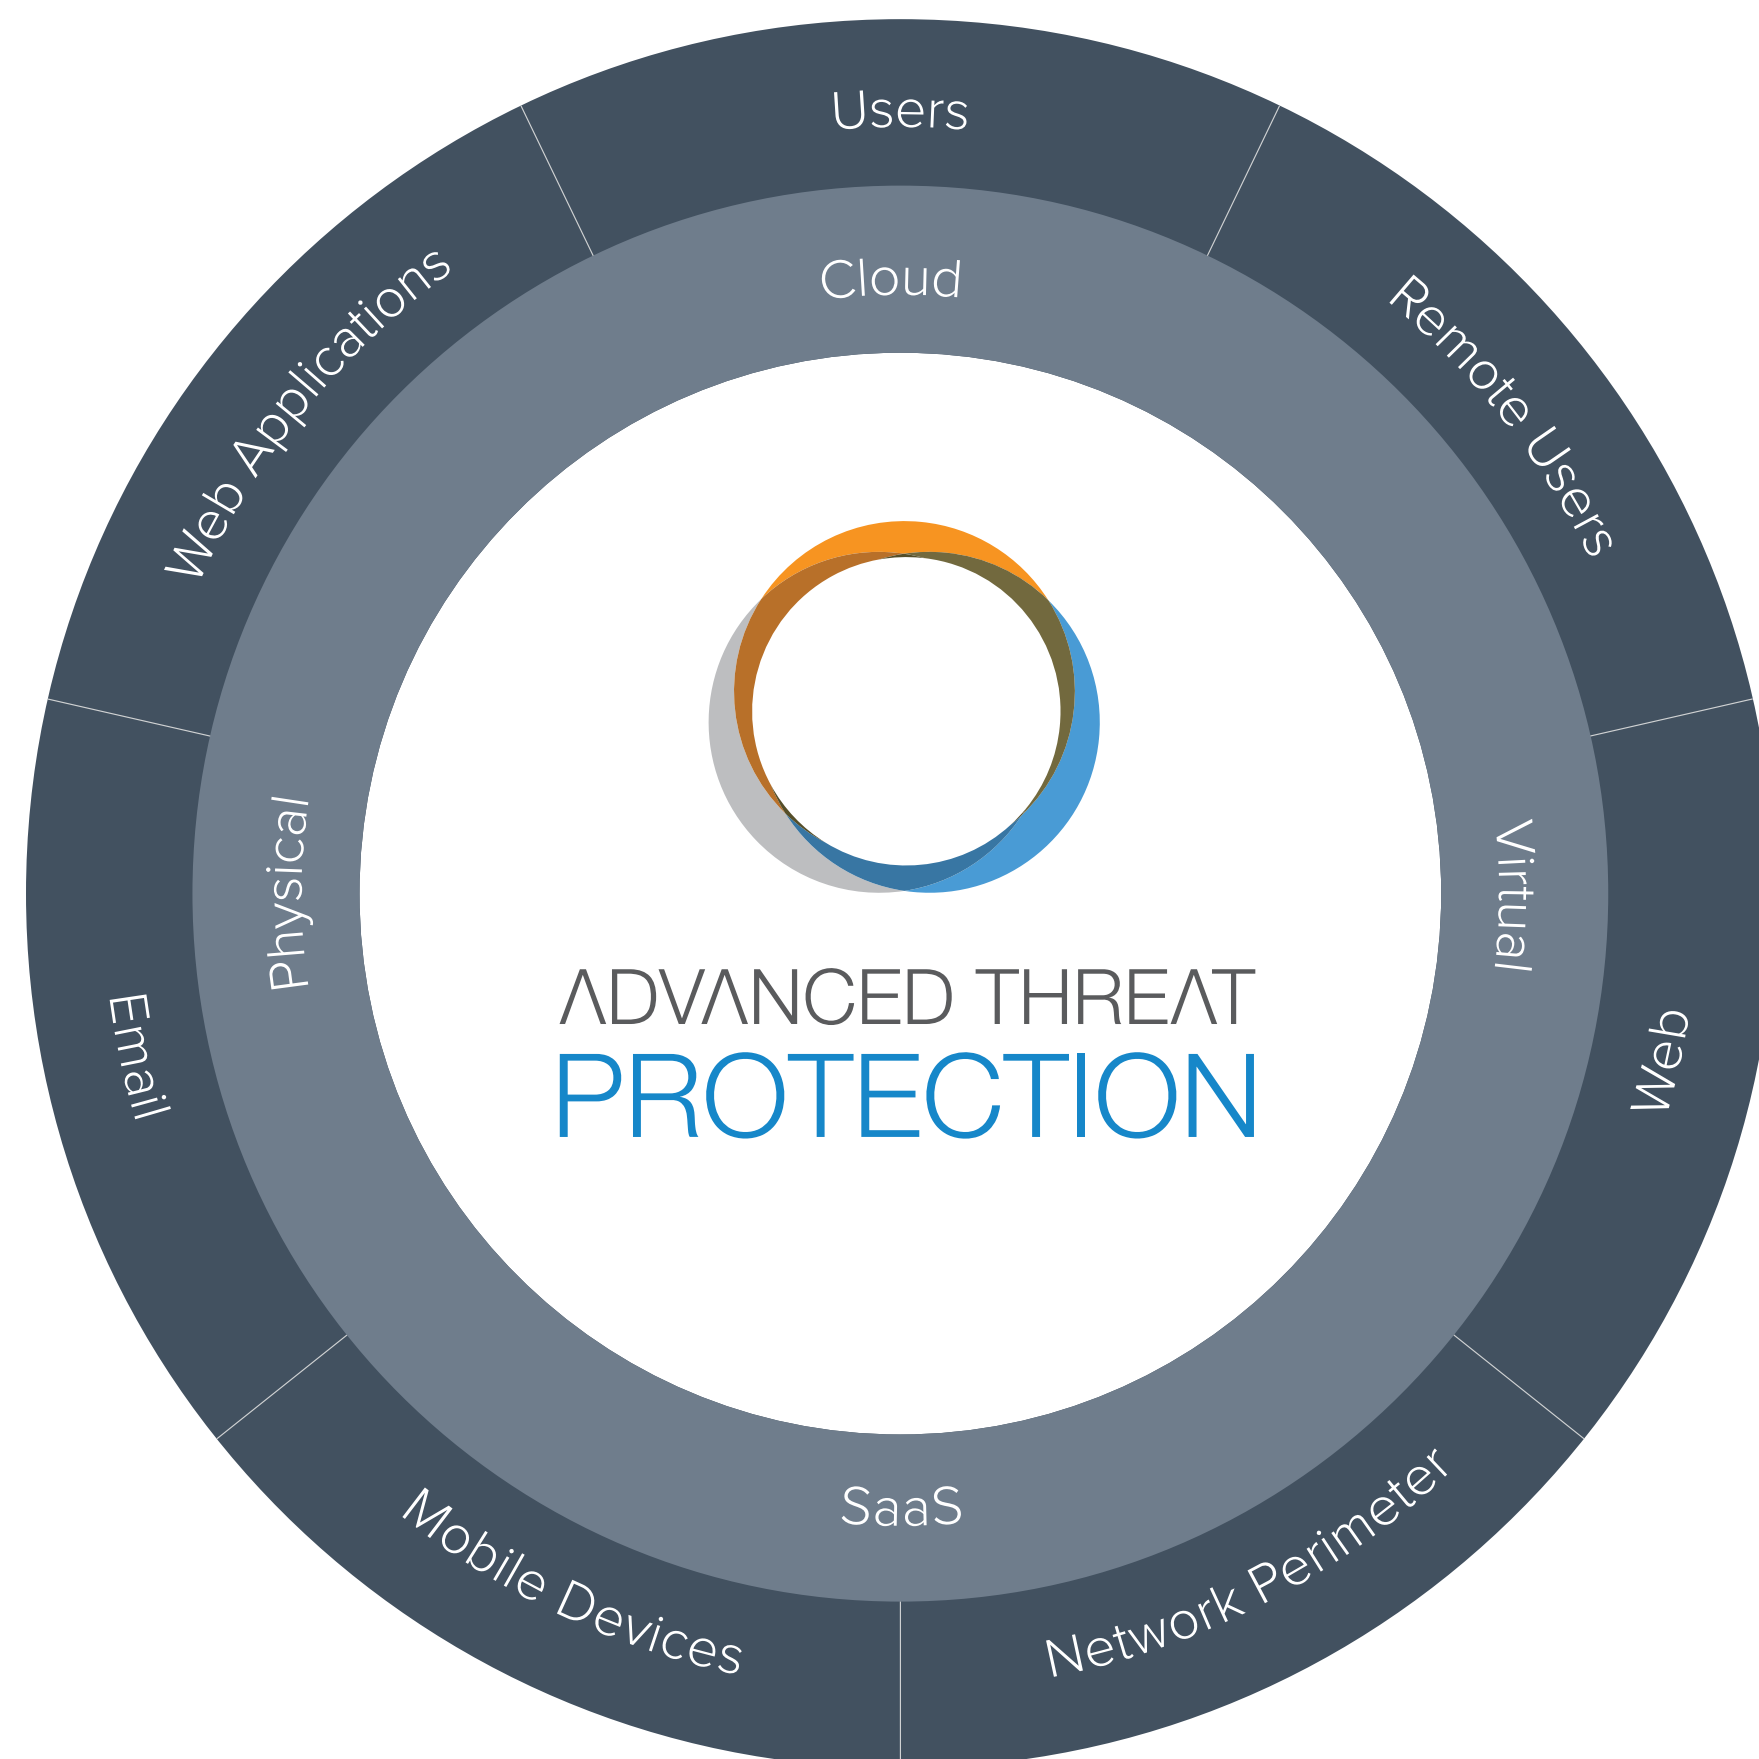 Users
Remote Users
Web
Network Perimeter
Mobile Devices
Email
Web Applications
Cloud
Virtual
SaaS
Physical
ADVANCED THREAT
PROTECTION